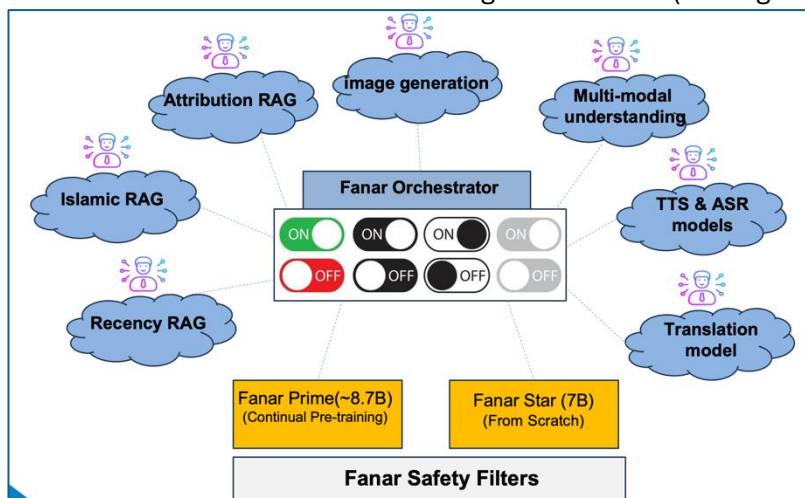 image generation
Attribution RAG
Multi-modal
understanding
Fanar Orchestrator
Islamic RAG
TTS & ASR
models
ON ON ON ON
OFF OFF OFF OFF
Recency RAG
Translation
model
Fanar Prime(~8.7B)
(Continual Pre-training)
Fanar Star (7B)
(From Scratch)
Fanar Safety Filters